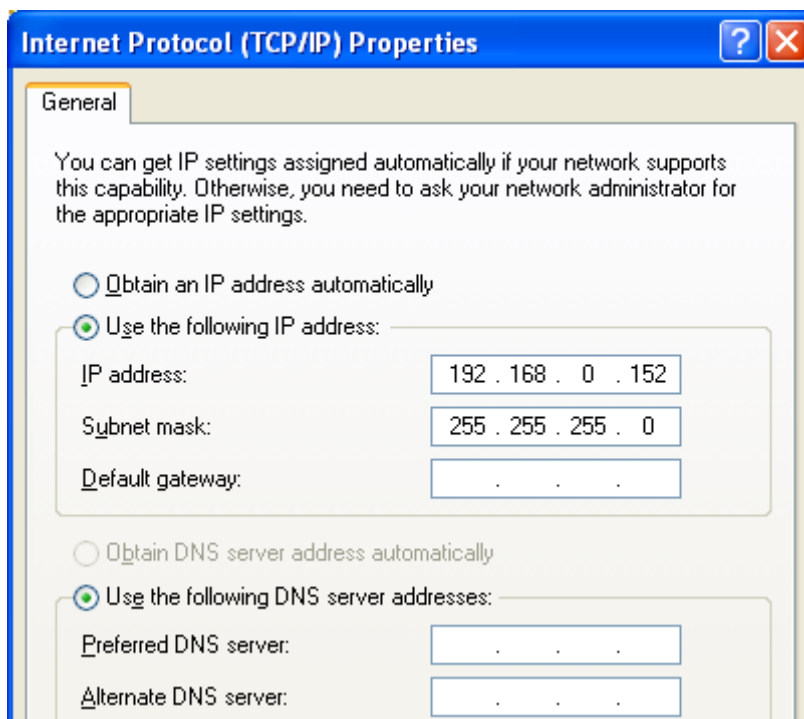 Internet Protocol (TCP/IP) Properties
?
General
You can get IP settings assigned automatically if your network supports
this capability. Otherwise, you need to ask your network administrator for
the appropriate IP settings.
Obtain an IP address automatically
Use the following IP address:
IP address: 192 . 168 . 0 . 152
Subnet mask: 255 . 255 . 255 . 0
Default gateway: . . .
Obtain DNS server address automatically
Use the following DNS server addresses:
Preferred DNS server: . . .
Alternate DNS server: . . .